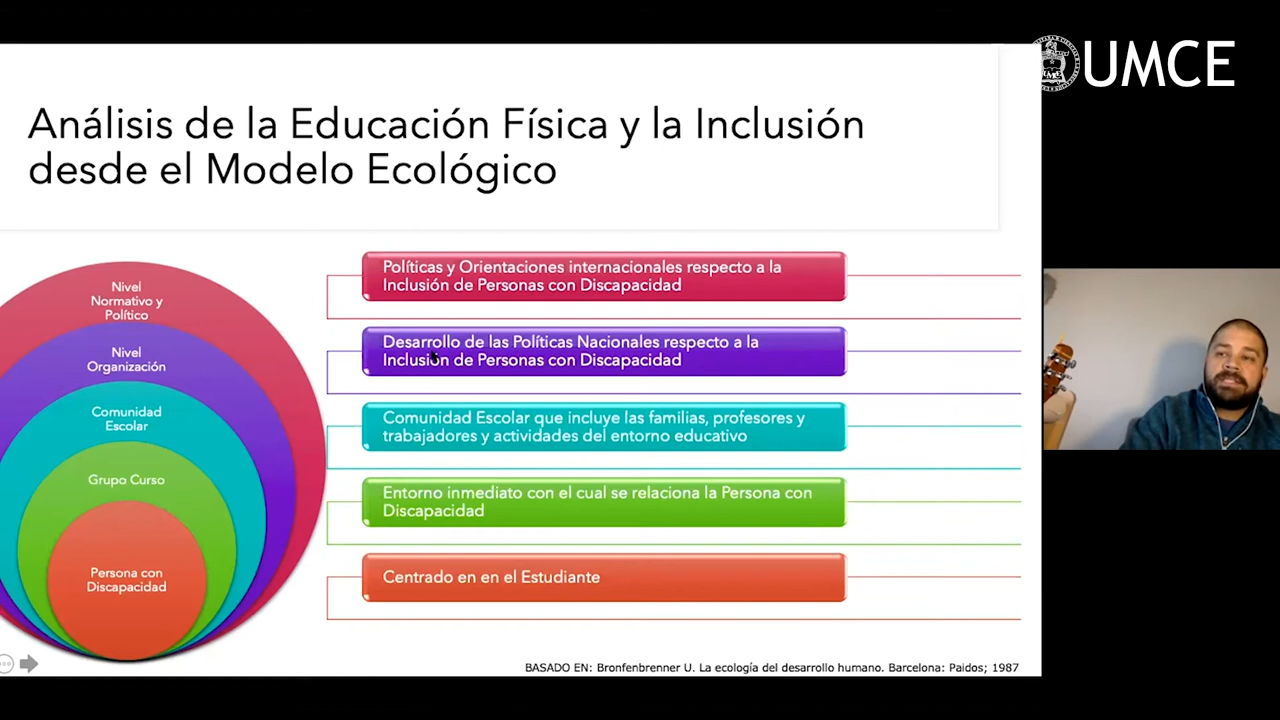 UMCE
Análisis de la Educación Física y la Inclusión
desde el Modelo Ecológico
Nivel
Normativo y
Político
Nivel
Organización
Comunidad
Escolar
Grupo Curso
Persona con
Discapacidad
Políticas y Orientaciones internacionales respecto a la
Inclusión de Personas con Discapacidad
Desarrollo de las Políticas Nacionales respecto a la
Inclusión de Personas con Discapacidad
Comunidad Escolar que incluye las familias, profesores y
trabajadores y actividades del entorno educativo
Entorno inmediato con el cual se relaciona la Persona con
Discapacidad
Centrado en en el Estudiante
BASADO EN: Bronfenbrenner U. La ecología del desarrollo humano. Barcelona: Paidos; 1987